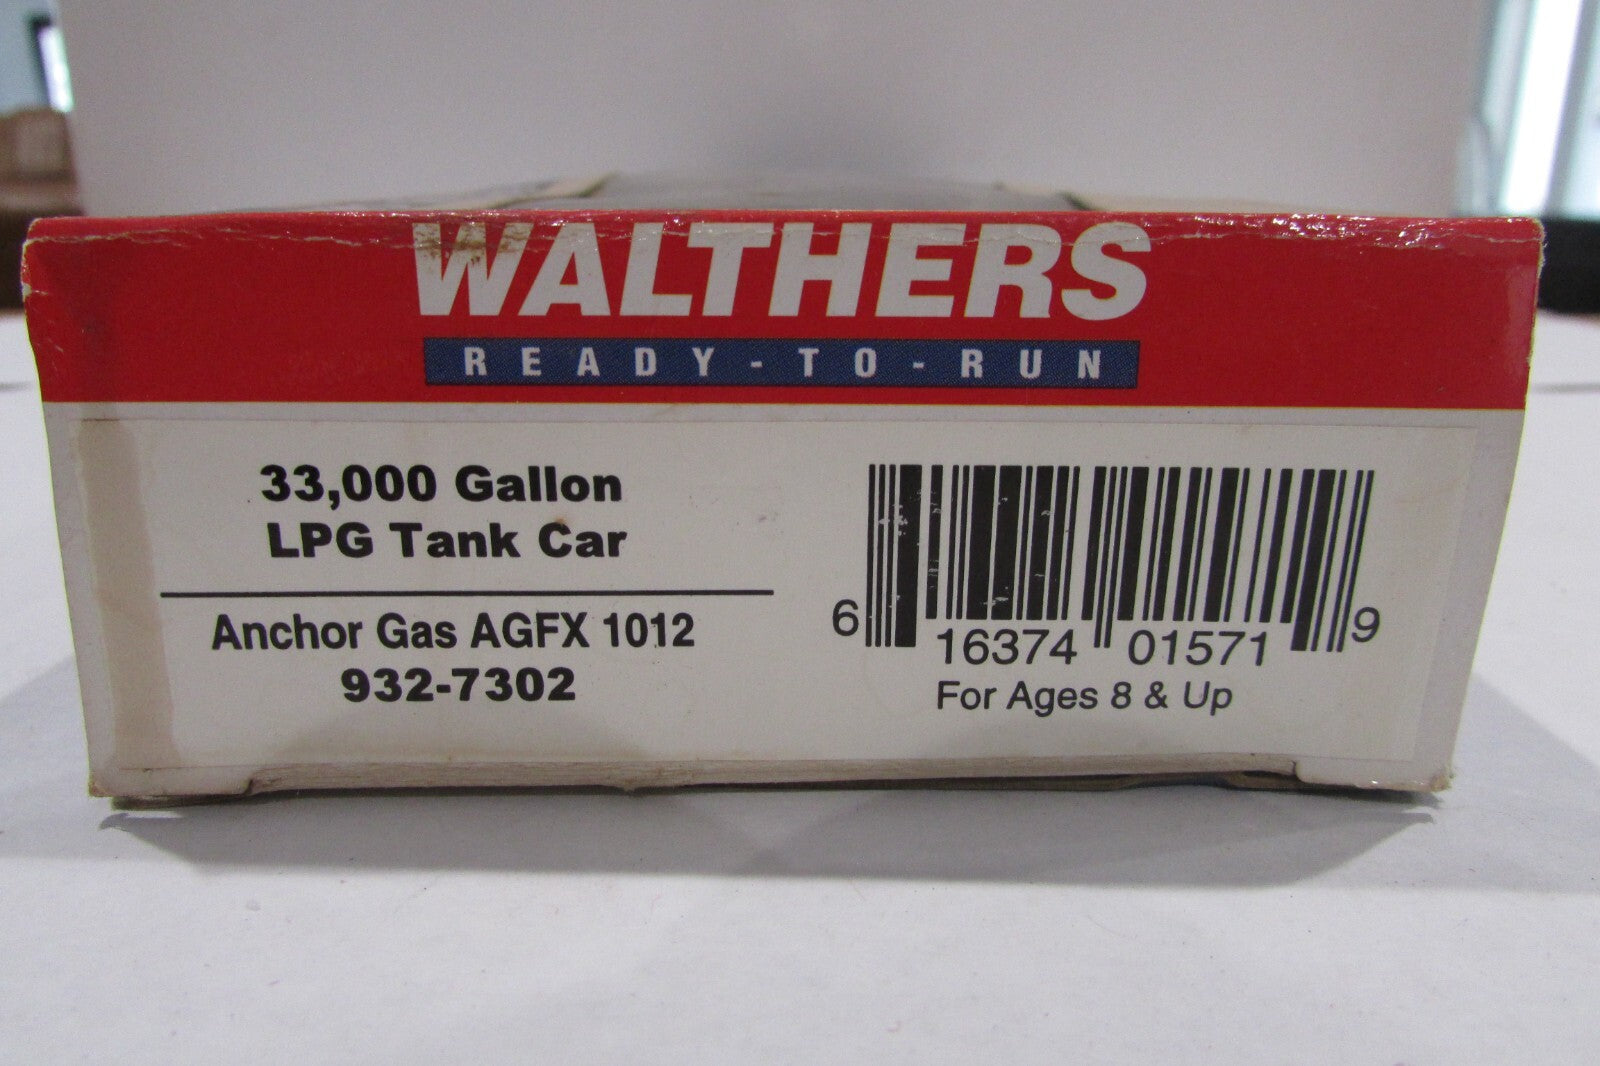 WALTHERS
READY-TO-RUN
33,000 Gallon
LPG Tank Car
Anchor Gas AGFX 1012
932-7302
6 16374 01571 9
For Ages 8 & Up